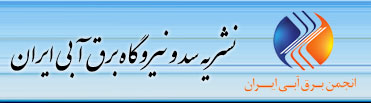 نشریه سد و نیروگاه برق آبی ایران
انجمن برق آبی ایران